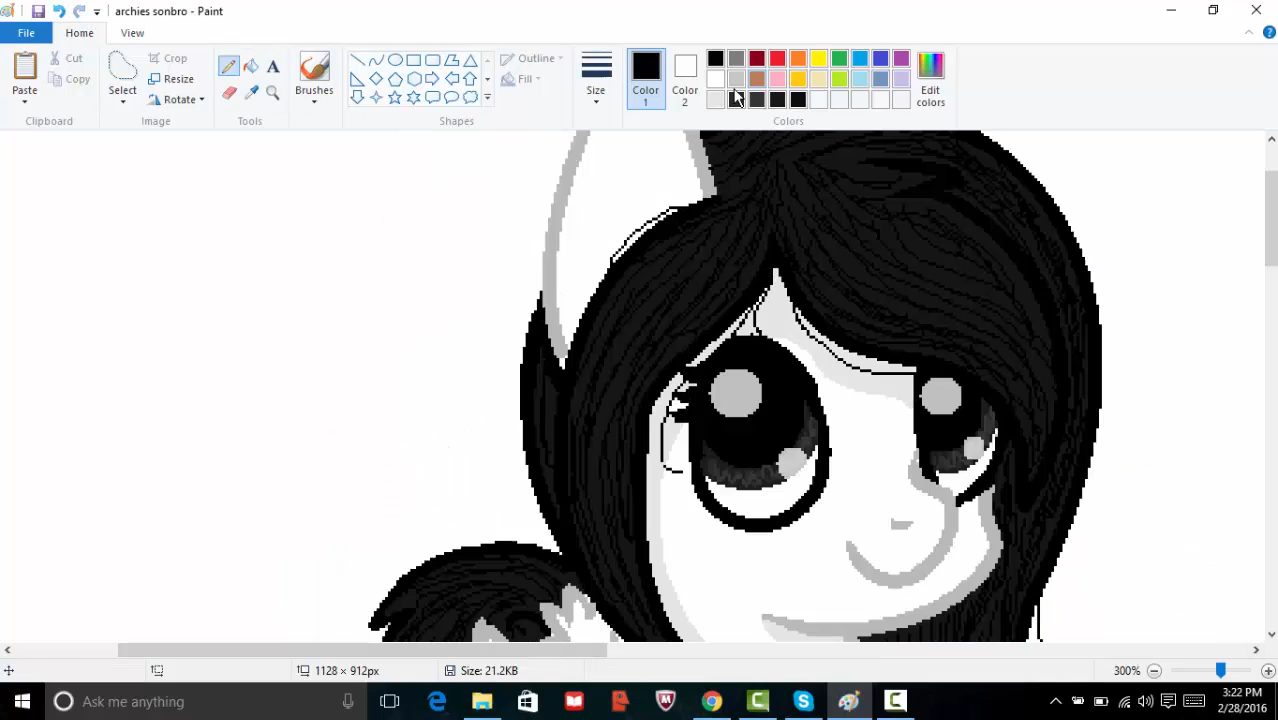 archies sonbro - Paint
File Home View
Paste
Cut
Copy
Clipboard
Select
Crop
Resize
Rotate
Image
A
Tools
Brushes
Outline
Fill
Shapes
Size
Color 1
Color 2
Colors
Edit colors
1128 × 912px
Size: 21.2KB
300%
Ask me anything
3:22 PM
2/28/2016